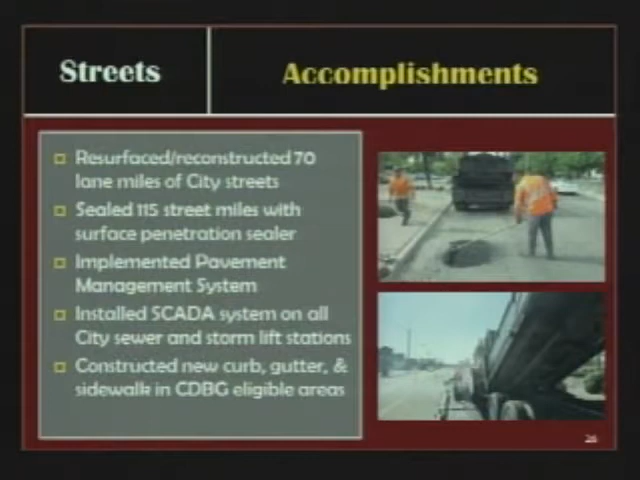 Streets
Accomplishments
Resurfaced/reconstructed 70
lane miles of City streets
Sealed 115 street miles with
surface penetration sealer
Implemented Pavement
Management System
Installed SCADA system on all
City sewer and storm lift stations
Constructed new curb, gutter, &
sidewalk in CDBG eligible areas
26